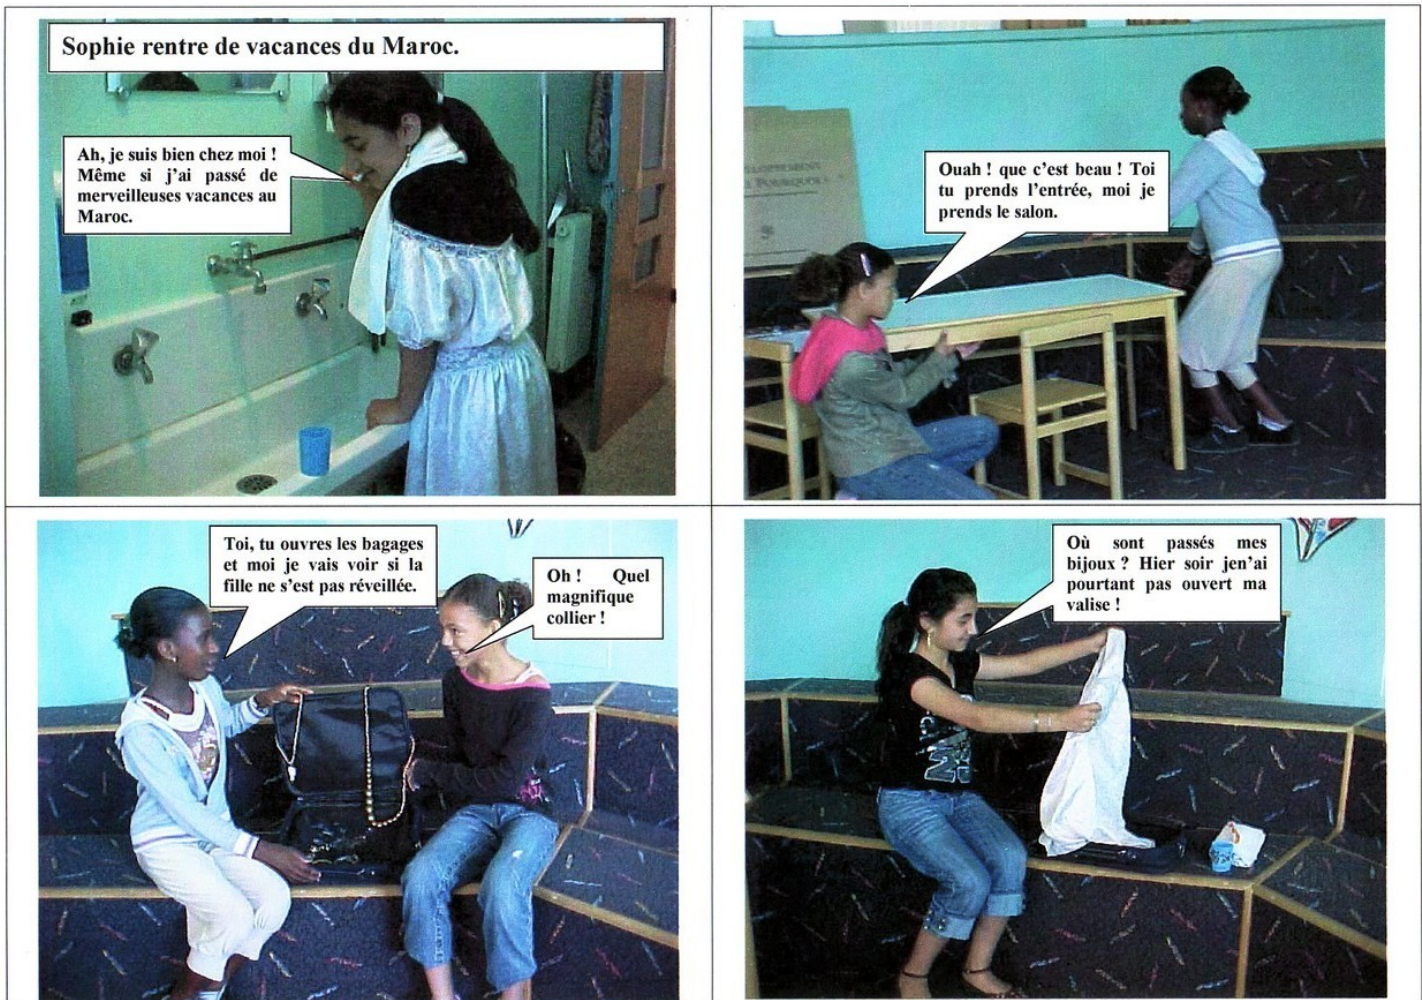 Sophie rentre de vacances du Maroc.
Ah, je suis bien chez moi !
Même si j'ai passé de
merveilleuses vacances au
Maroc.
Ouah ! que c'est beau ! Toi
tu prends l'entrée, moi je
prends le salon.
POURQUOI
Toi, tu ouvres les bagages
et moi je vais voir si la
fille ne s'est pas réveillée.
Oh ! Quel
magnifique
collier !
Où sont passés mes
bijoux ? Hier soir jen'ai
pourtant pas ouvert ma
valise !